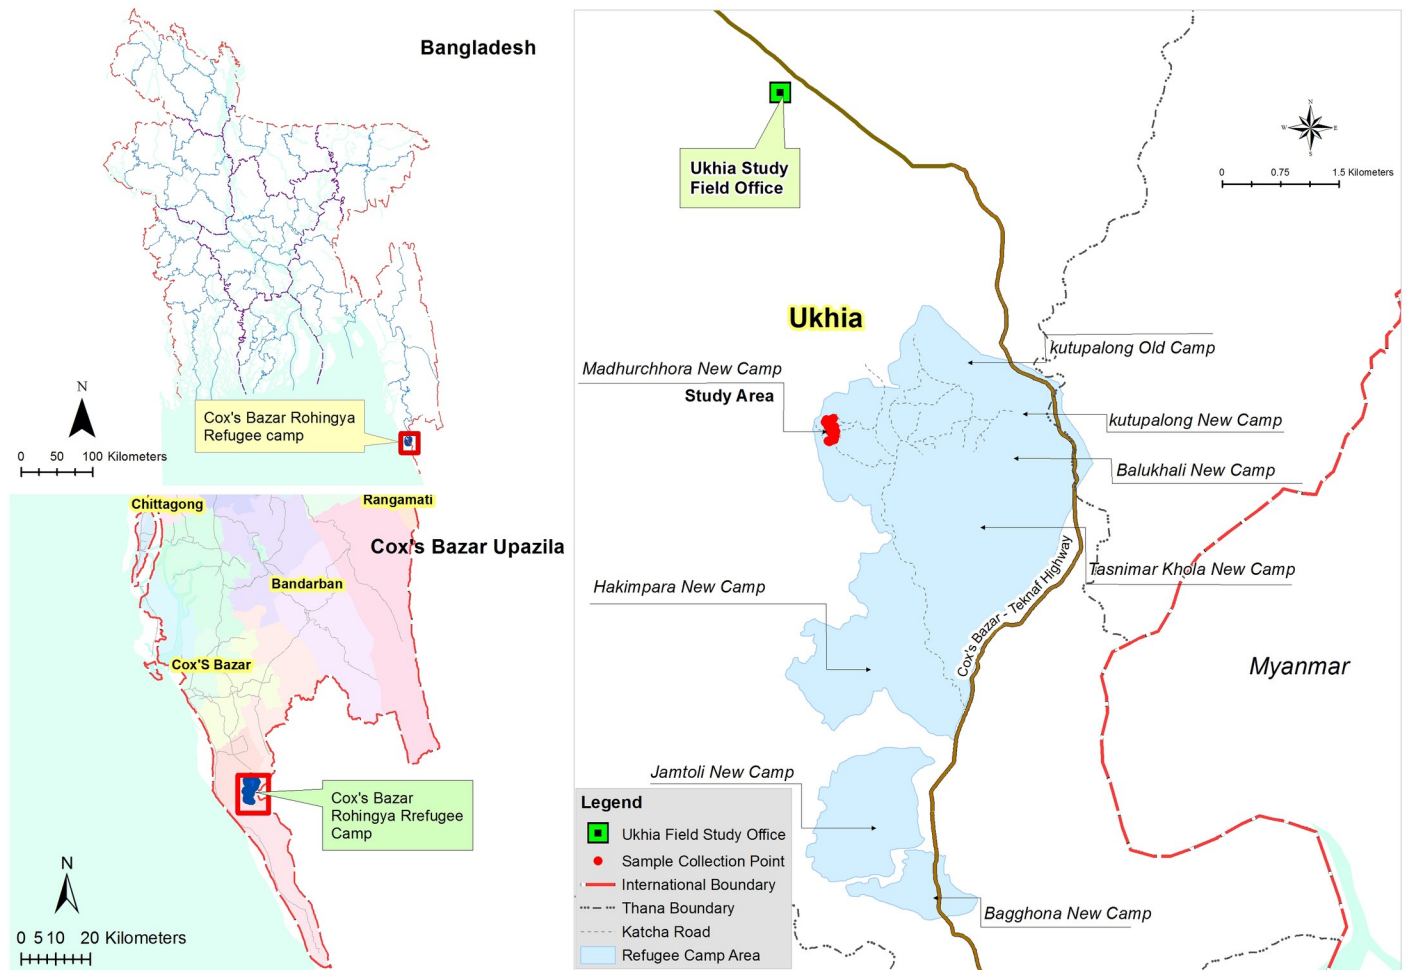 Bangladesh
Cox's Bazar Rohingya
Refugee camp
N
0 50 100 Kilometers
Chittagong
Rangamati
Cox's Bazar Upazila
Bandarban
Cox'S Bazar
Cox's Bazar
Rohingya Rrefugee
Camp
N
0 5 10 20 Kilometers
Ukhia Study
Field Office
N
W E
S
0 0.75 1.5 Kilometers
Ukhia
kutupalong Old Camp
Madhurchhora New Camp
Study Area
kutupalong New Camp
Balukhali New Camp
Tasnimar Khola New Camp
Hakimpara New Camp
Cox's Bazar - Teknaf Highway
Myanmar
Jamtoli New Camp
Bagghona New Camp
Legend
Ukhia Field Study Office
Sample Collection Point
International Boundary
Thana Boundary
Katcha Road
Refugee Camp Area